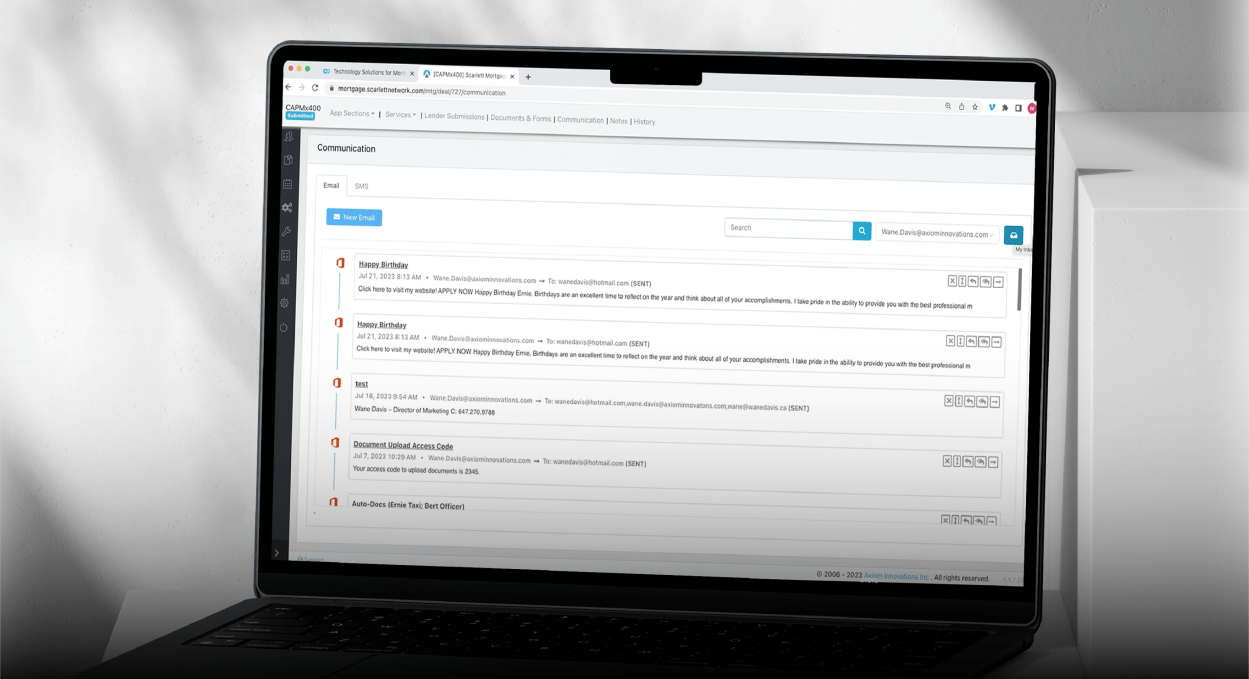 Technology Solutions for Mort
[CAPMx400] Scarlett Mortgag
mortgage.scarlettnetwork.com/mtg/deal/727/communication
CAPMx400
Submitted
App Sections | Services | Lender Submissions | Documents & Forms | Communication | Notes | History
Communication
Email
SMS
New Email
Search
Wane.Davis@axiominnovations.com
My Inbo
Happy Birthday
Jul 21, 2023 8:13 AM • Wane.Davis@axiominnovations.com → To: wanedavis@hotmail.com (SENT)
Click here to visit my website! APPLY NOW Happy Birthday Ernie. Birthdays are an excellent time to reflect on the year and think about all of your accomplishments. I take pride in the ability to provide you with the best professional m
Happy Birthday
Jul 21, 2023 8:13 AM • Wane.Davis@axiominnovations.com → To: wanedavis@hotmail.com (SENT)
Click here to visit my website! APPLY NOW Happy Birthday Ernie. Birthdays are an excellent time to reflect on the year and think about all of your accomplishments. I take pride in the ability to provide you with the best professional m
test
Jul 18, 2023 9:54 AM • Wane.Davis@axiominnovations.com → To: wanedavis@hotmail.com,wane.davis@axiominnovations.com,wane@wanedavis.ca (SENT)
Wane Davis – Director of Marketing C: 647.270.9788
Document Upload Access Code
Jul 7, 2023 10:29 AM • Wane.Davis@axiominnovations.com → To: wanedavis@hotmail.com (SENT)
Your access code to upload documents is 2345.
Auto-Docs (Ernie Taxi; Bert Officer)
Support
© 2006 - 2023 Axiom Innovations Inc. All rights reserved.